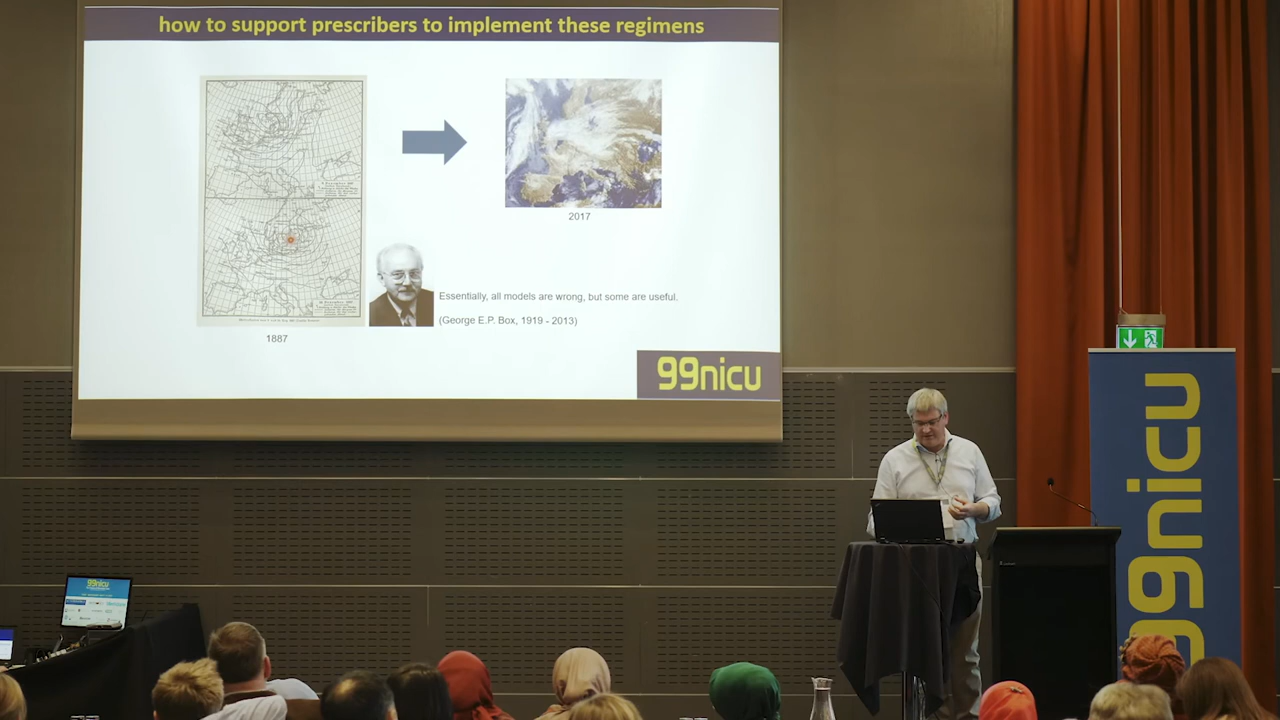 how to support prescribers to implement these regimens
1887
2017
Essentially, all models are wrong, but some are useful.
(George E.P. Box, 1919 - 2013)
99nicu
99nicu
99nicu